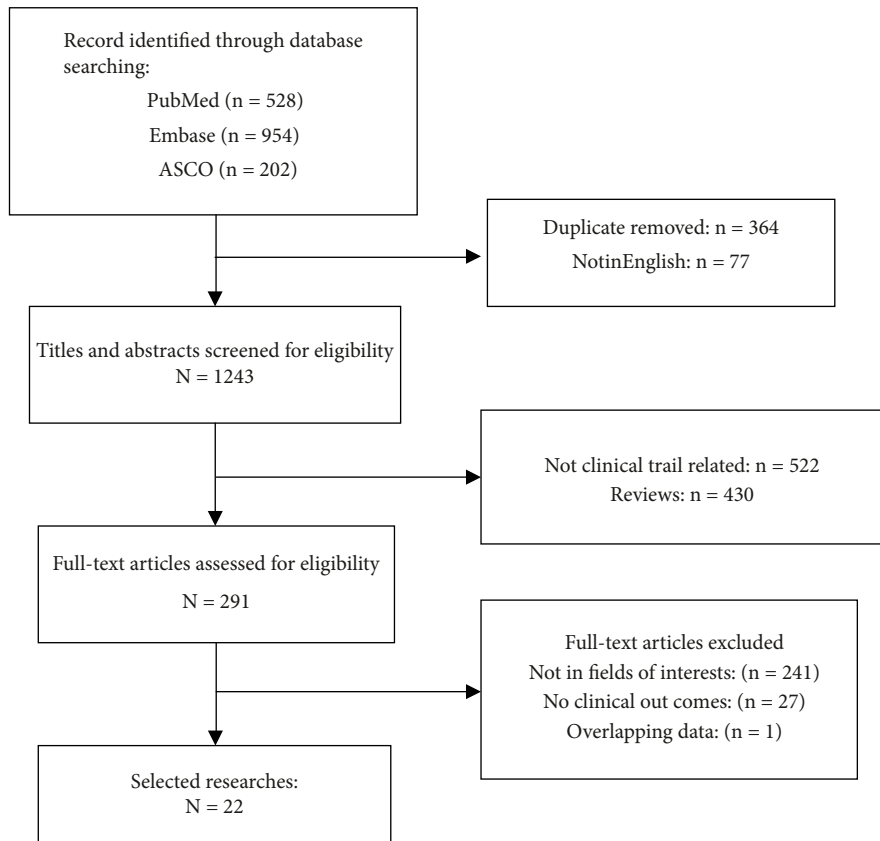 Record identified through database
searching:
PubMed (n = 528)
Embase (n = 954)
ASCO (n = 202)
Duplicate removed: n = 364
NotinEnglish: n = 77
Titles and abstracts screened for eligibility
N = 1243
Not clinical trail related: n = 522
Reviews: n = 430
Full-text articles assessed for eligibility
N = 291
Full-text articles excluded
Not in fields of interests: (n = 241)
No clinical out comes: (n = 27)
Overlapping data: (n = 1)
Selected researches:
N = 22